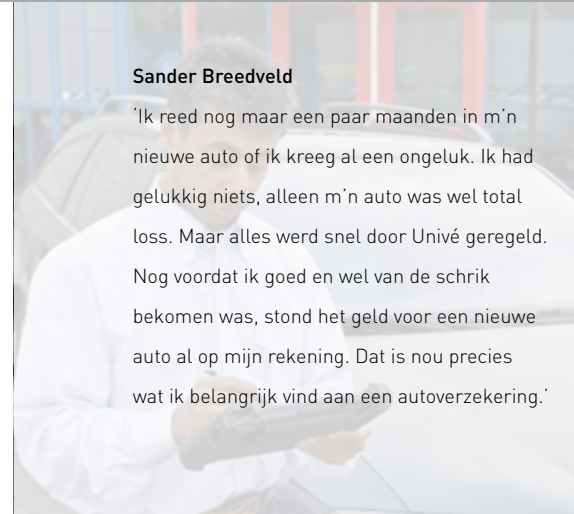 Sander Breedveld
'Ik reed nog maar een paar maanden in m'n
nieuwe auto of ik kreeg al een ongeluk. Ik had
gelukkig niets, alleen m'n auto was wel total
loss. Maar alles werd snel door Univé geregeld.
Nog voordat ik goed en wel van de schrik
bekomen was, stond het geld voor een nieuwe
auto al op mijn rekening. Dat is nou precies
wat ik belangrijk vind aan een autoverzekering.'